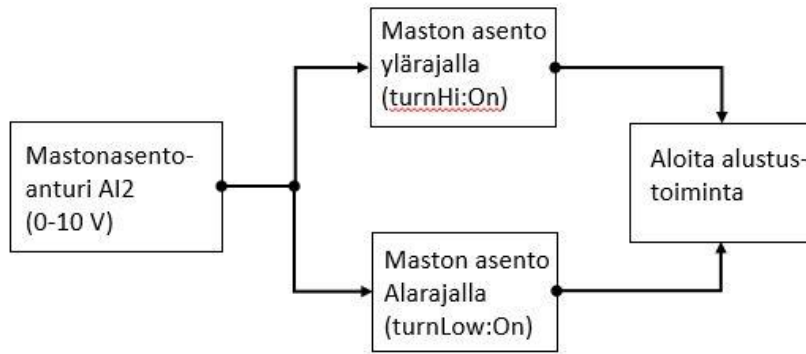 Maston asento
ylärajalla
(turnHi:On)
Mastonasento-
anturi AI2
(0-10 V)
Aloita alustus-
toiminta
Maston asento
Alarajalla
(turnLow:On)